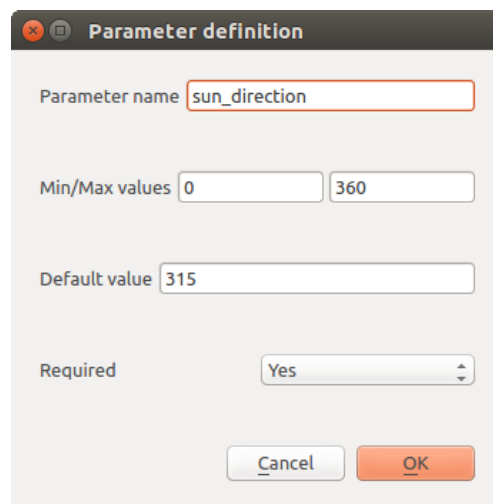 Parameter definition
Parameter name sun_direction
Min/Max values 0 360
Default value 315
Required Yes
Cancel OK